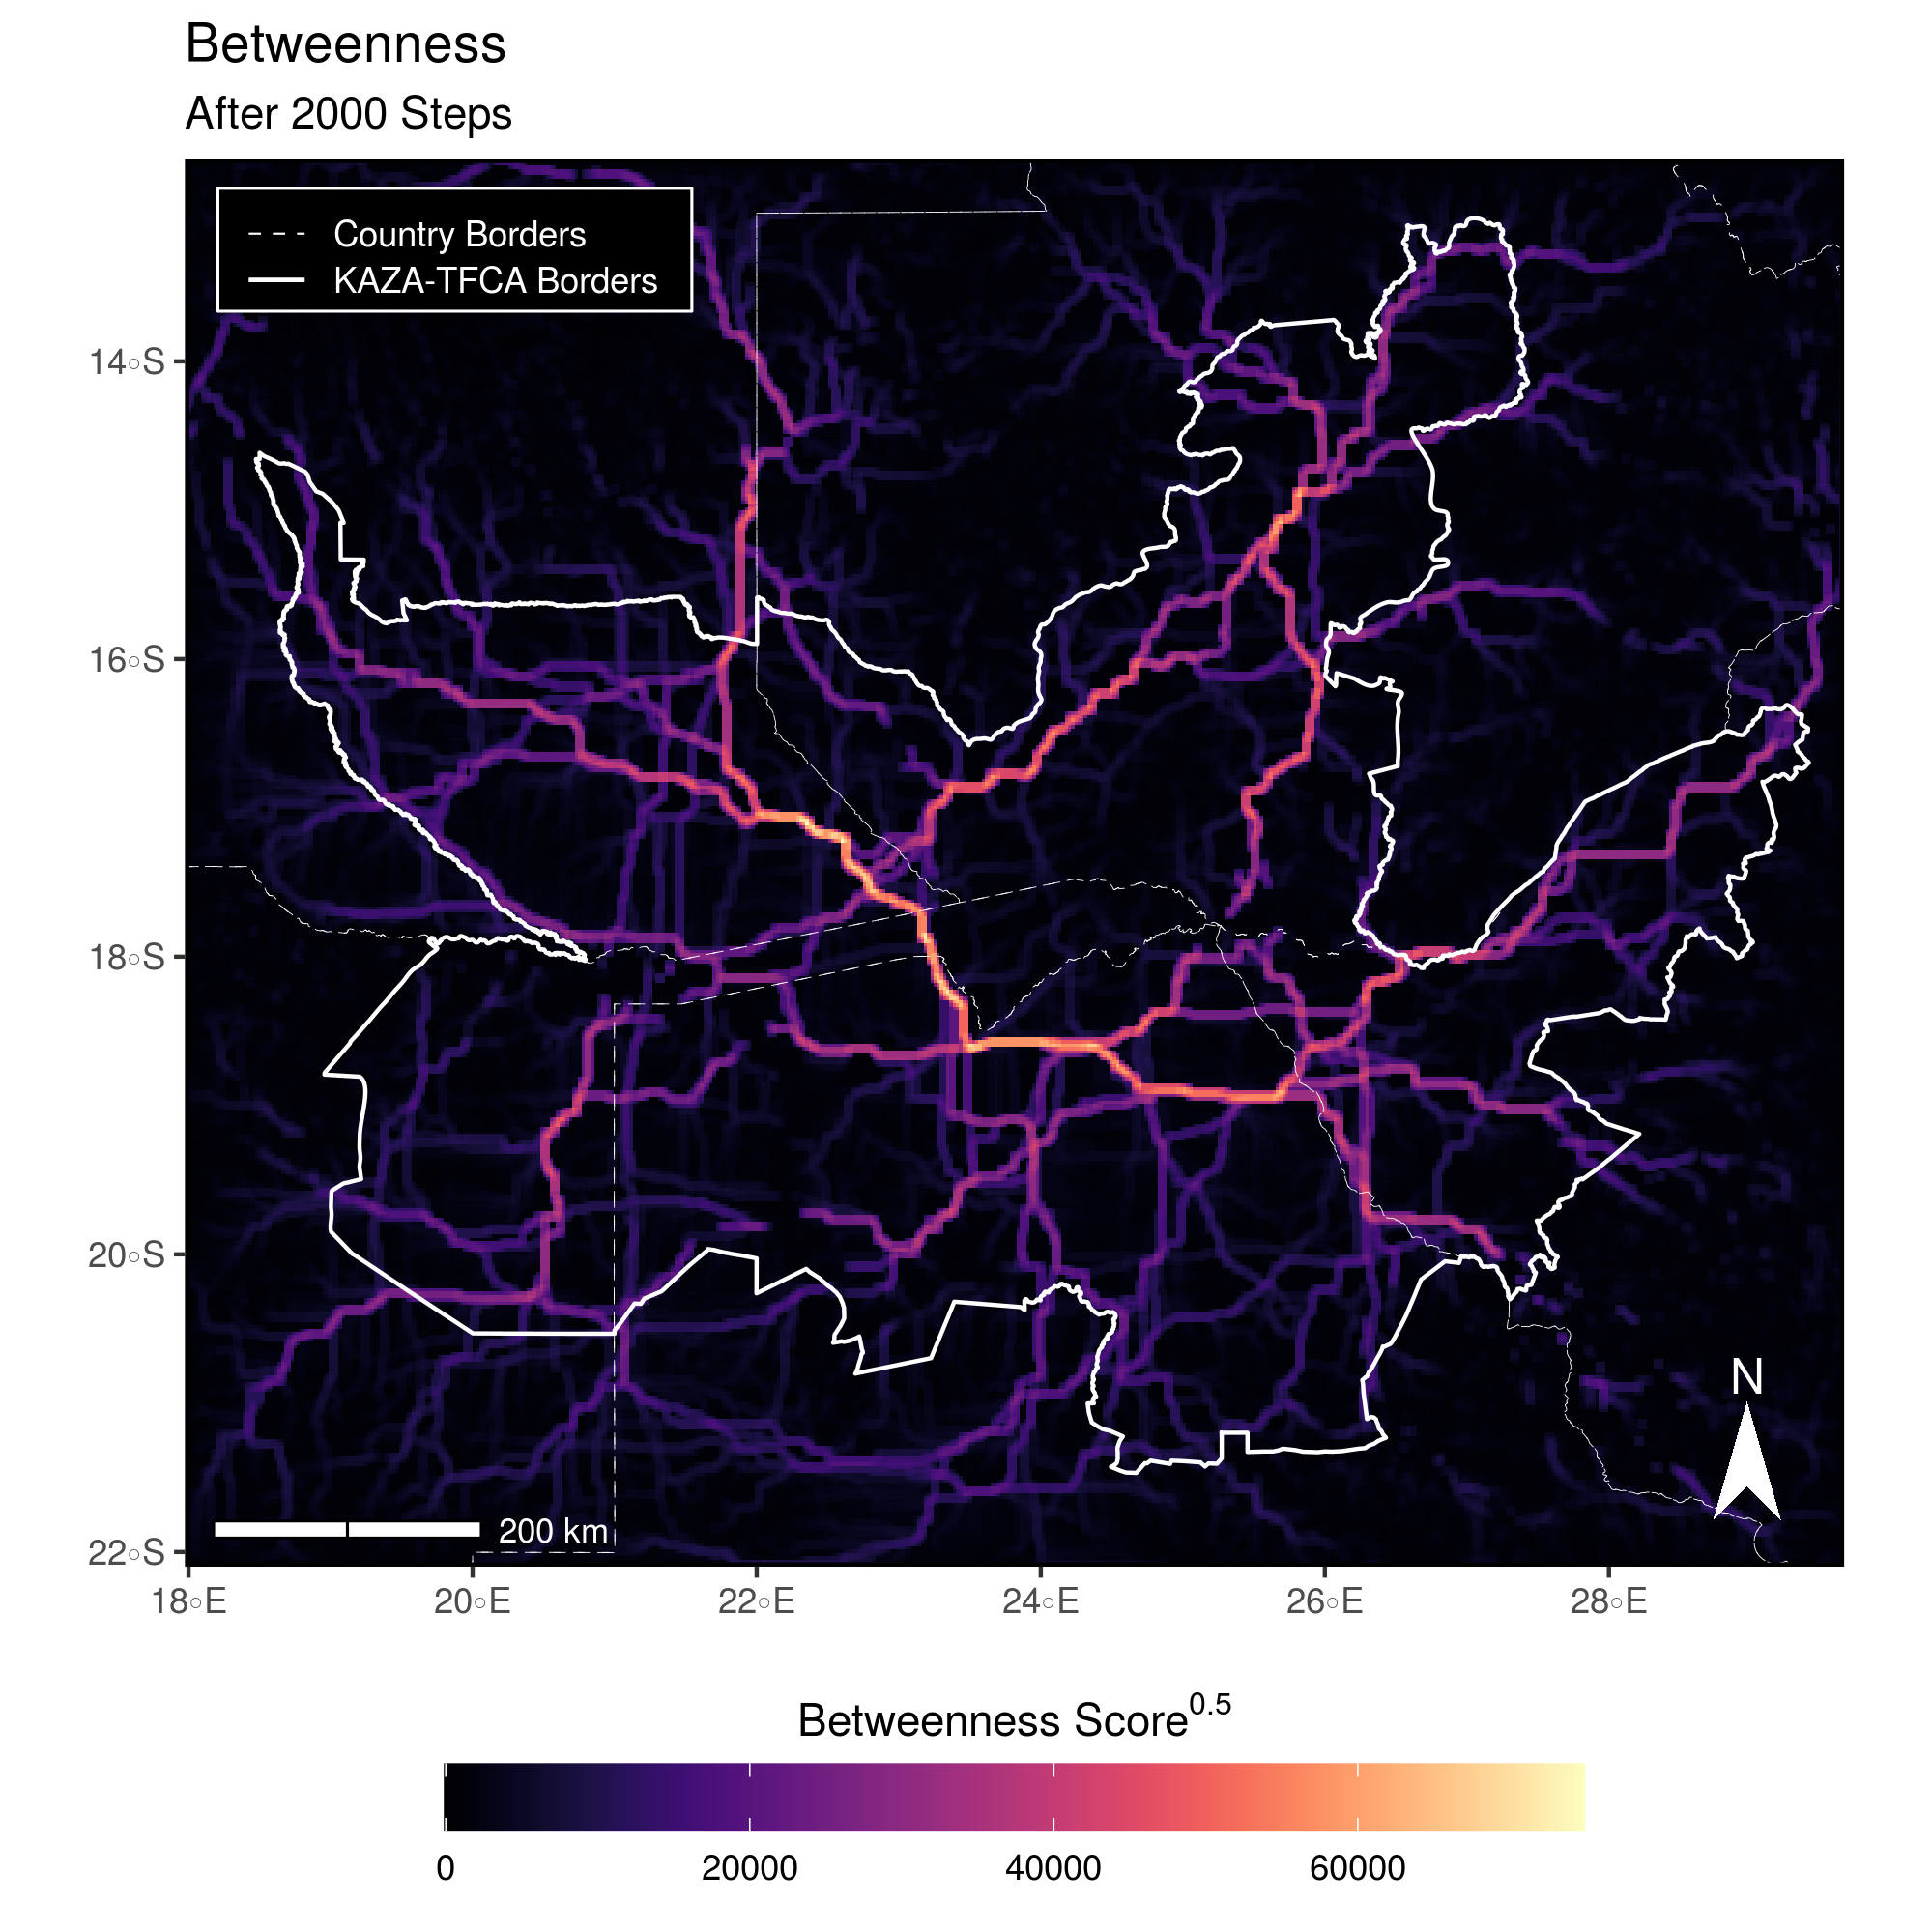 Betweenness
After 2000 Steps
Country Borders
KAZA-TFCA Borders
14°S
16°S
18°S
20°S
22°S
N
200 km
18°E 20°E 22°E 24°E 26°E 28°E
Betweenness Score^0.5
0 20000 40000 60000